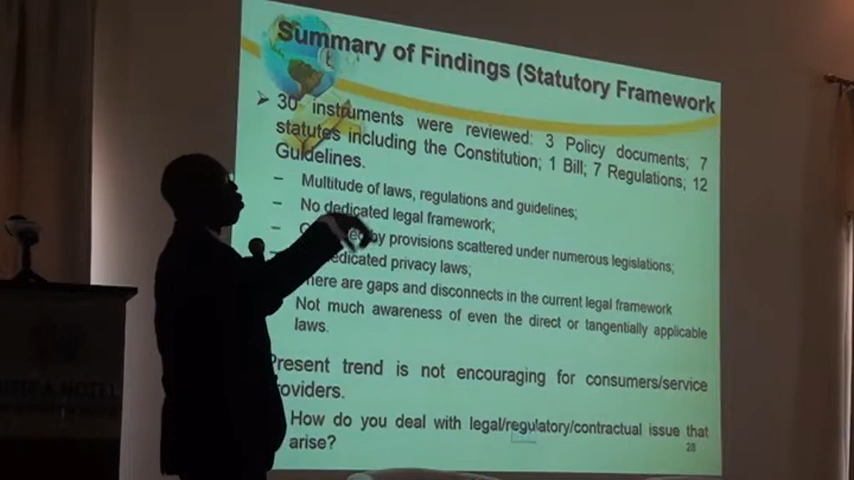 Summary of Findings (Statutory Framework
30 instruments were reviewed: 3 Policy documents; 7
statutes including the Constitution; 1 Bill; 7 Regulations; 12
Guidelines.
– Multitude of laws, regulations and guidelines;
– No dedicated legal framework;
– by provisions scattered under numerous legislations;
dedicated privacy laws;
here are gaps and disconnects in the current legal framework
Not much awareness of even the direct or tangentially applicable
laws.
Present trend is not encouraging for consumers/service
roviders.
How do you deal with legal/regulatory/contractual issue that
arise?
28
HOTEL